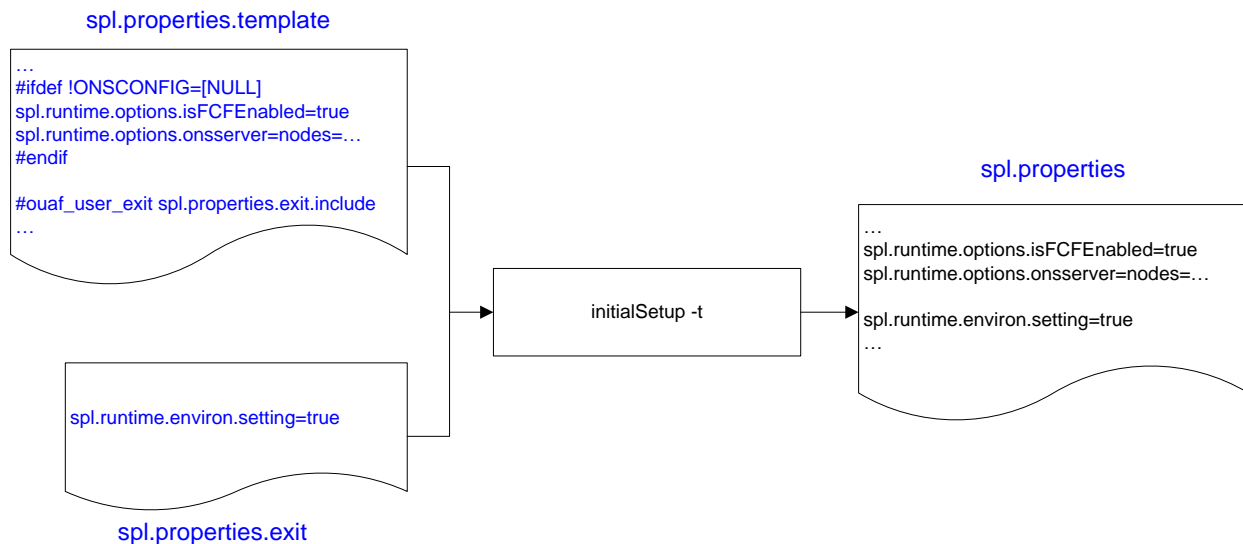 spl.properties.template
…
#ifdef !ONSCONFIG=[NULL]
spl.runtime.options.isFCFEnabled=true
spl.runtime.options.onsserver=nodes=…
#endif
#ouaf_user_exit spl.properties.exit.include
…
spl.runtime.environ.setting=true
spl.properties.exit
initialSetup -t
spl.properties
…
spl.runtime.options.isFCFEnabled=true
spl.runtime.options.onsserver=nodes=…
spl.runtime.environ.setting=true
…